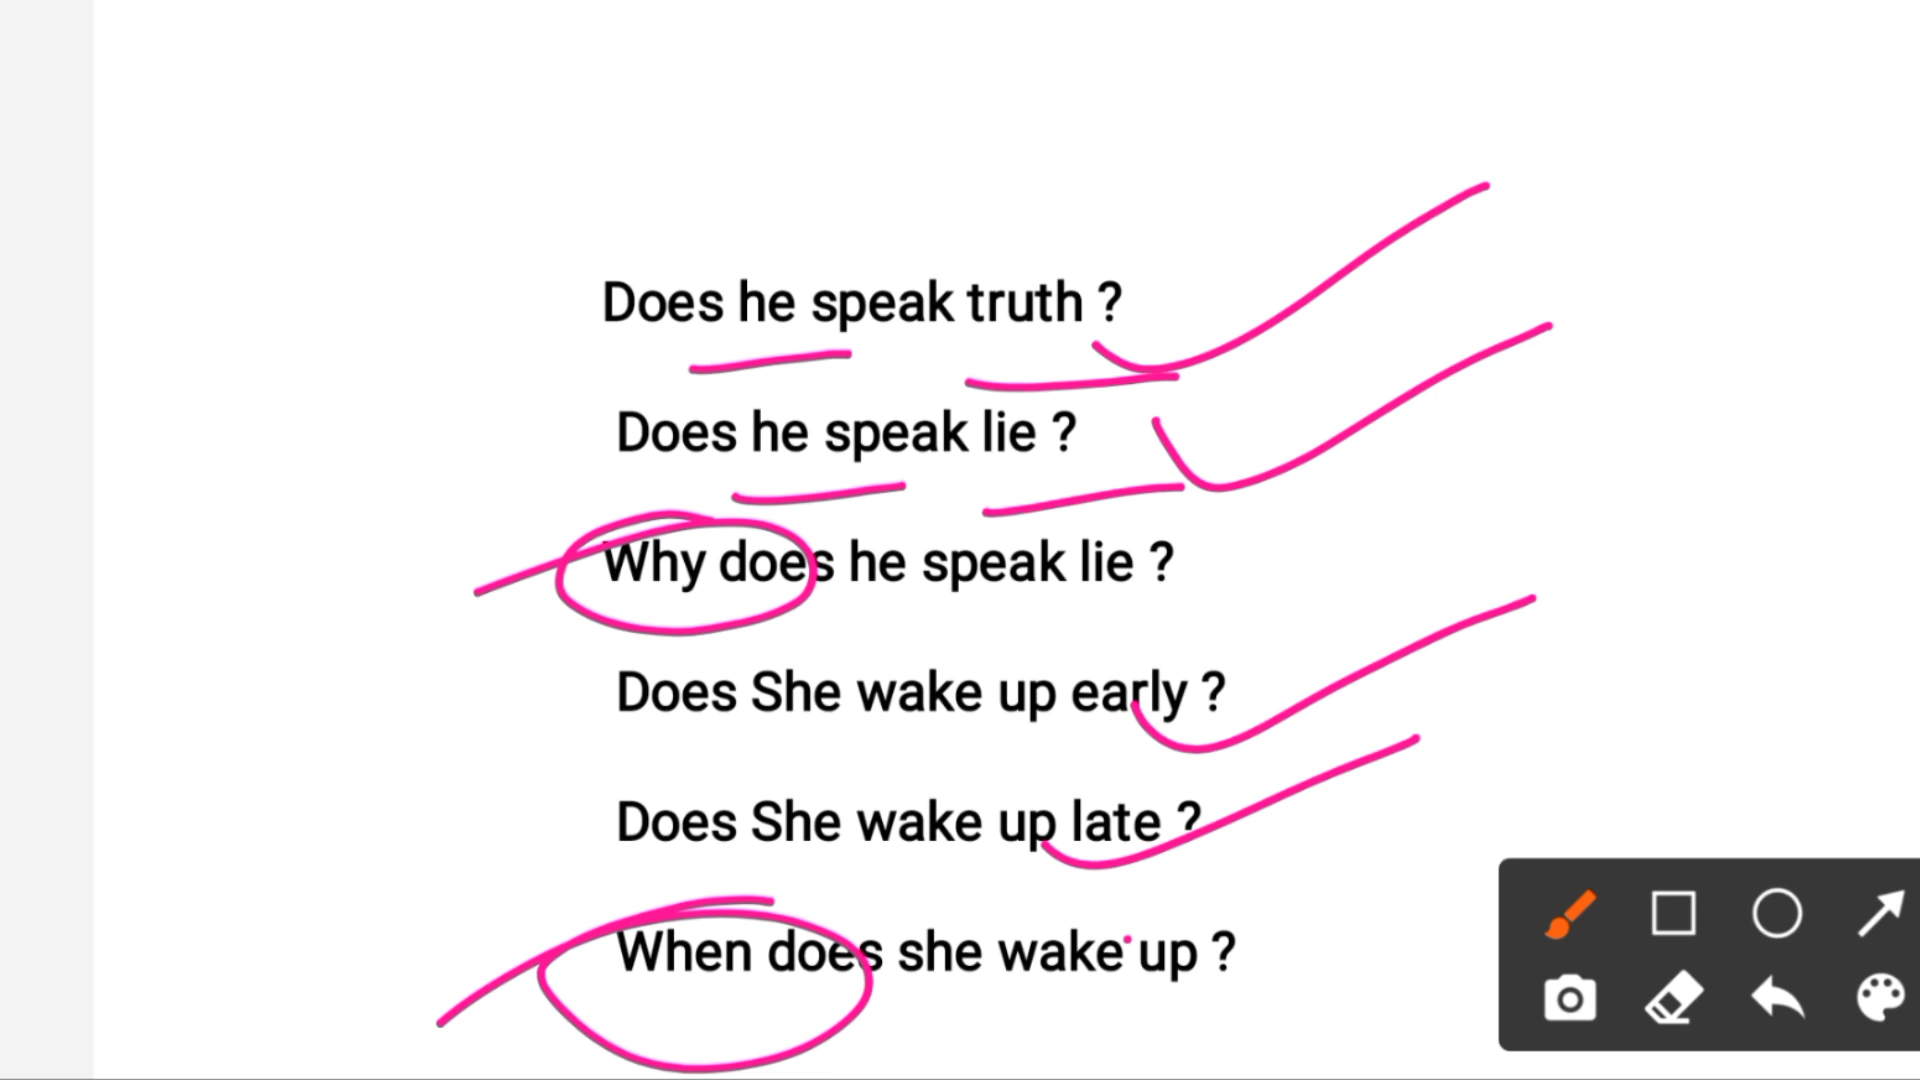 Does he speak truth ?
Does he speak lie ?
Why does he speak lie ?
Does She wake up early ?
Does She wake up late ?
When does she wake up ?